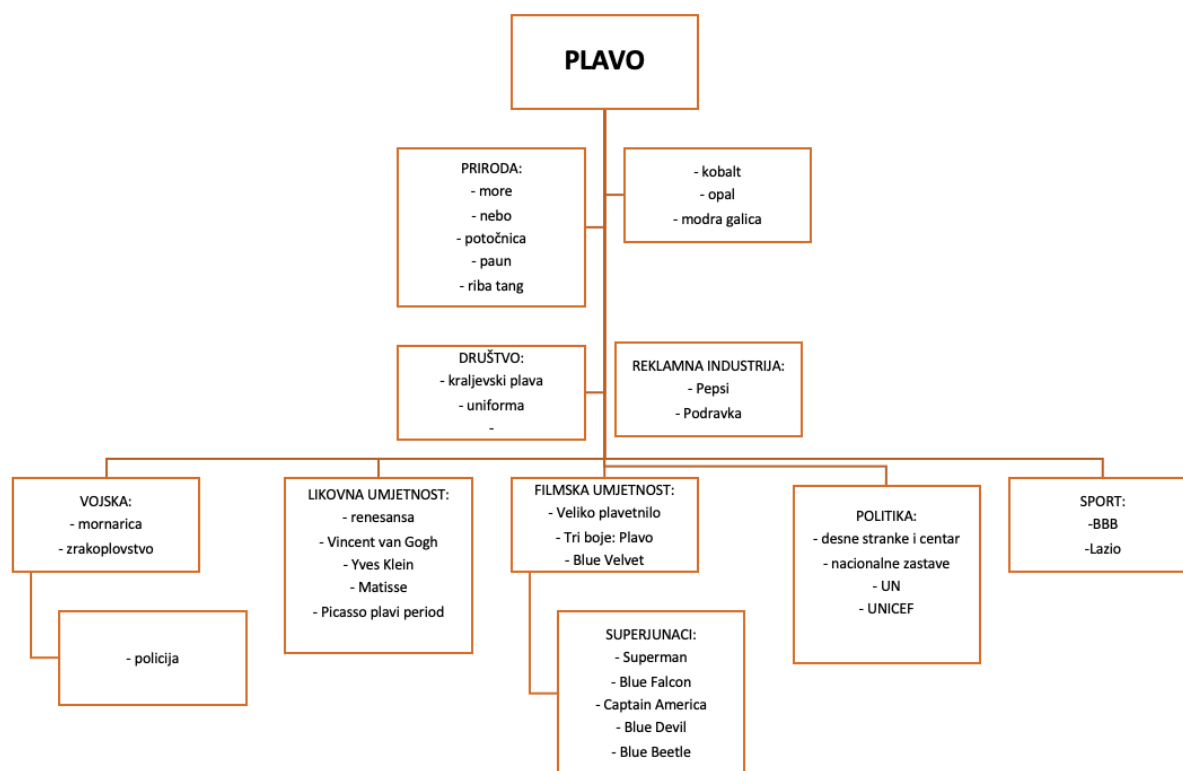 PLAVO
PRIRODA:
- more
- nebo
- potočnica
- paun
- riba tang
- kobalt
- opal
- modra galica
DRUŠTVO:
- kraljevski plava
- uniforma
-
REKLAMNA INDUSTRIJA:
- Pepsi
- Podravka
VOJSKA:
- mornarica
- zrakoplovstvo
- policija
LIKOVNA UMJETNOST:
- renesansa
- Vincent van Gogh
- Yves Klein
- Matisse
- Picasso plavi period
FILMSKA UMJETNOST:
- Veliko plavetnilo
- Tri boje: Plavo
- Blue Velvet
SUPERJUNACI:
- Superman
- Blue Falcon
- Captain America
- Blue Devil
- Blue Beetle
POLITIKA:
- desne stranke i centar
- nacionalne zastave
- UN
- UNICEF
SPORT:
-BBB
-Lazio